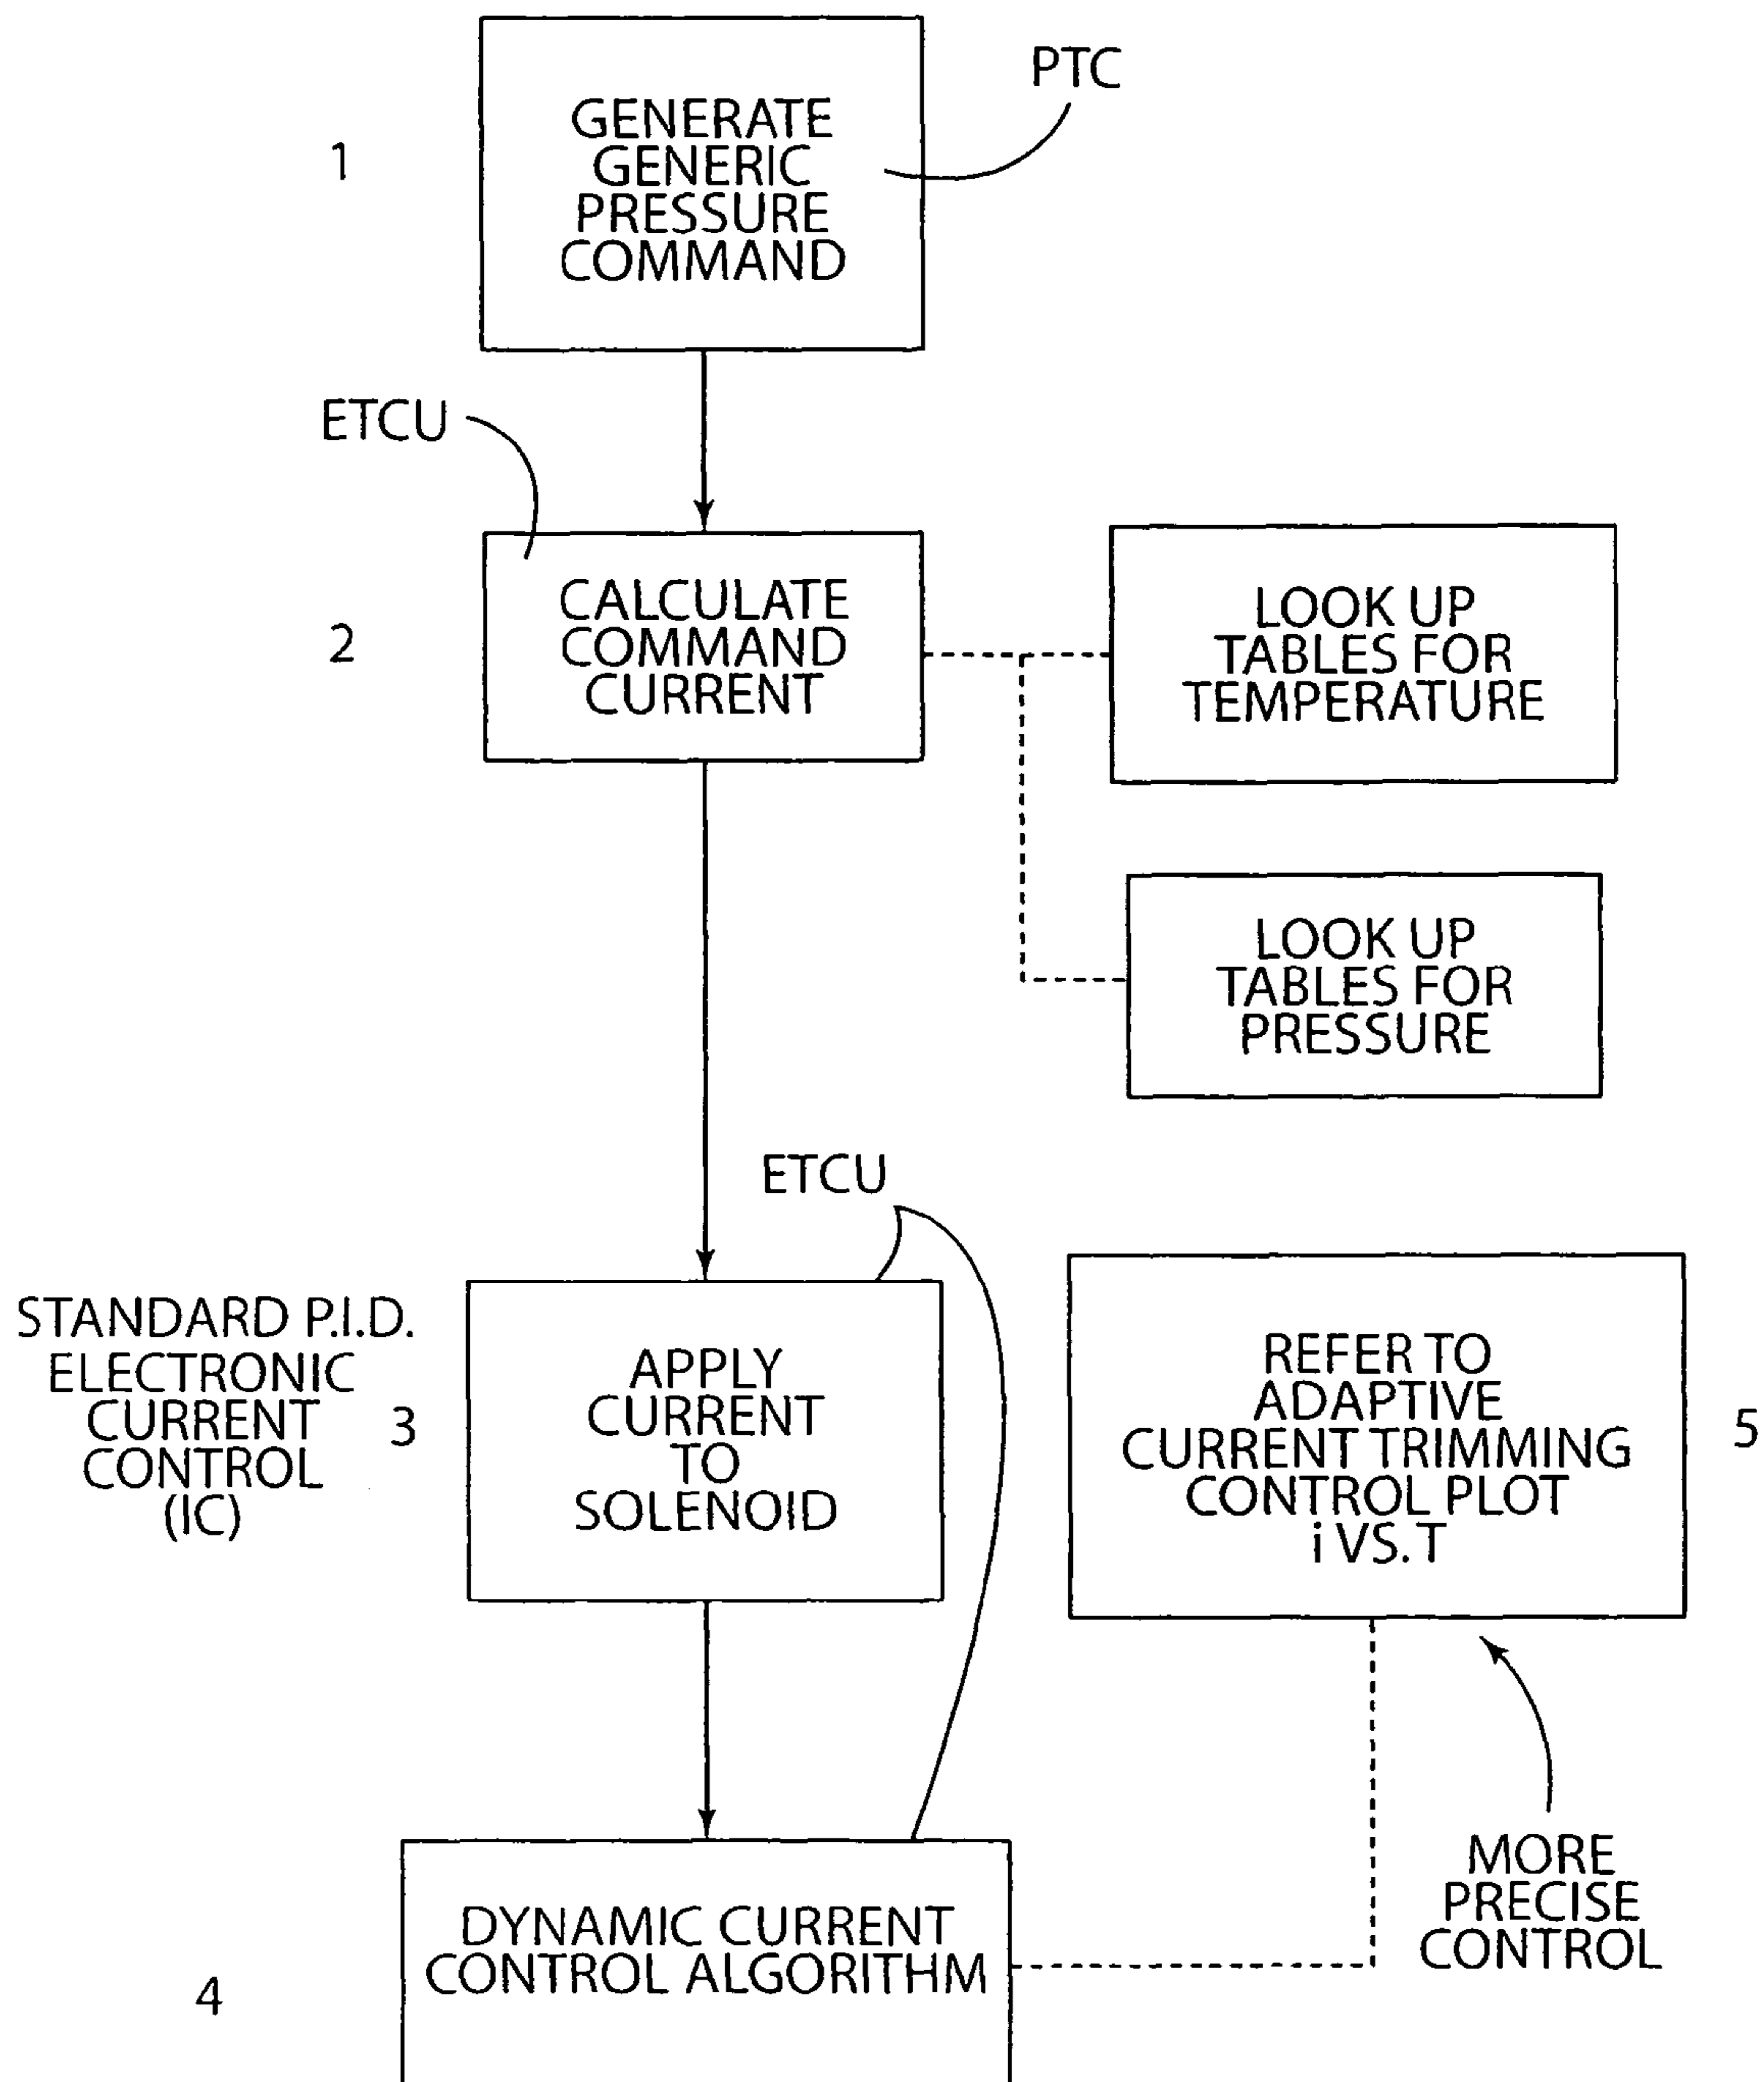 PTC
1
GENERATE
GENERIC
PRESSURE
COMMAND
ETCU
2
CALCULATE
COMMAND
CURRENT
LOOK UP
TABLES FOR
TEMPERATURE
LOOK UP
TABLES FOR
PRESSURE
ETCU
STANDARD P.I.D.
ELECTRONIC
CURRENT
CONTROL
(IC)
3
APPLY
CURRENT
TO
SOLENOID
REFER TO
ADAPTIVE
CURRENT TRIMMING
CONTROL PLOT
i VS. T
5
MORE
PRECISE
CONTROL
4
DYNAMIC CURRENT
CONTROL ALGORITHM